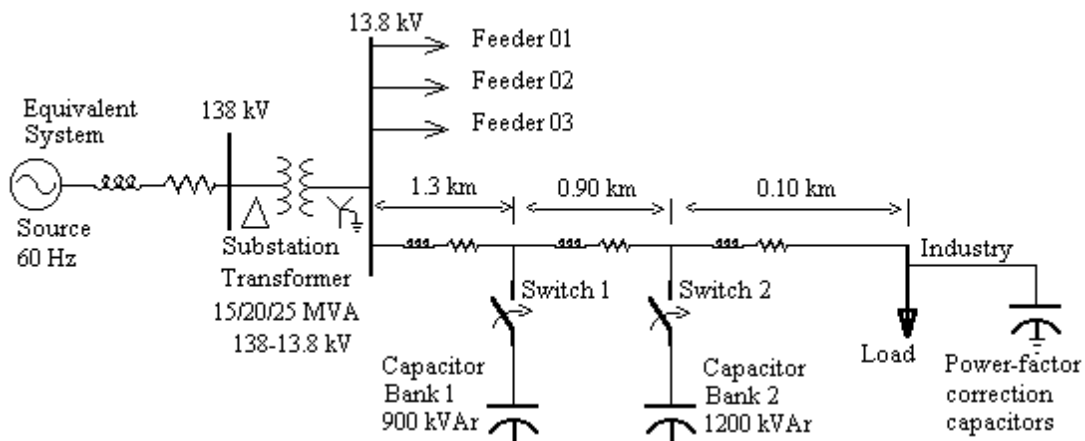 13.8 kV
Feeder 01
Feeder 02
Feeder 03
Equivalent
System
138 kV
Source
60 Hz
Substation
Transformer
15/20/25 MVA
138-13.8 kV
1.3 km
0.90 km
0.10 km
Switch 1
Switch 2
Industry
Capacitor
Bank 1
900 kVAr
Capacitor
Bank 2
1200 kVAr
Load
Power-factor
correction
capacitors